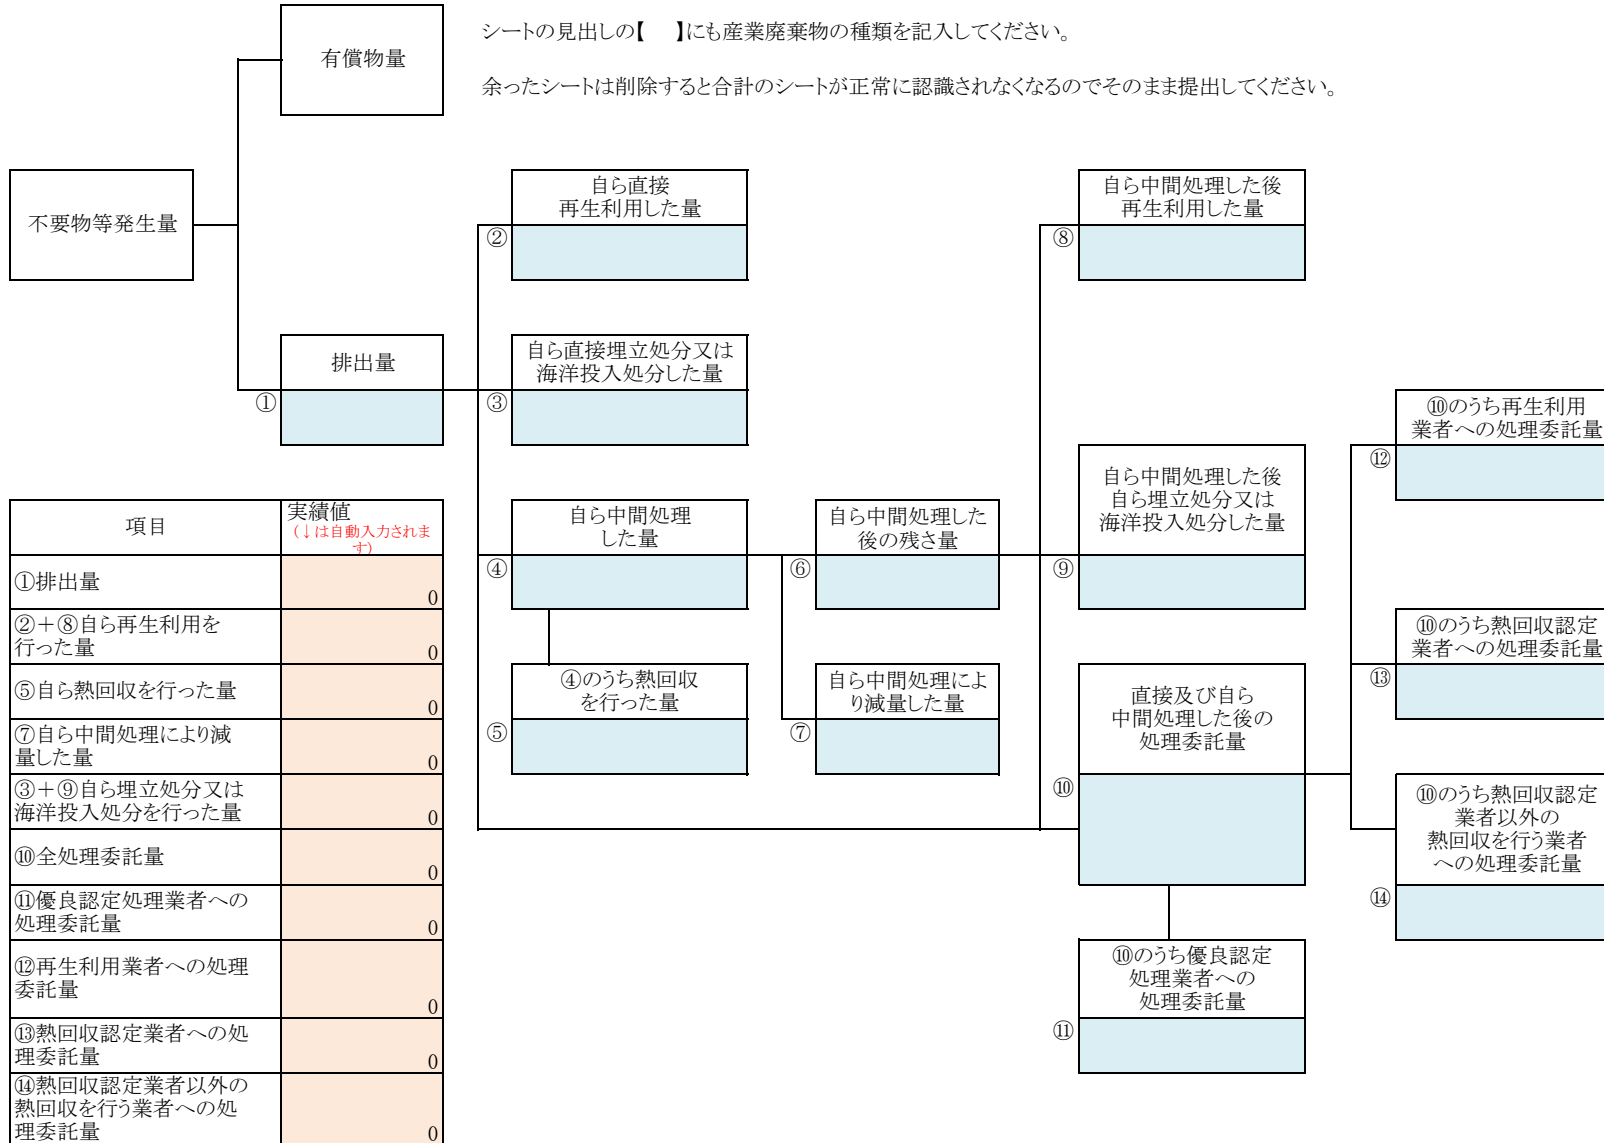 シートの見出しの【　】にも産業廃棄物の種類を記入してください。
余ったシートは削除すると合計のシートが正常に認識されなくなるのでそのまま提出してください。
有償物量
不要物等発生量
自ら直接
再生利用した量
②
自ら中間処理した後
再生利用した量
⑧
排出量
①
自ら直接埋立処分又は
海洋投入処分した量
③
⑩のうち再生利用
業者への処理委託量
⑫
自ら中間処理
した量
④
自ら中間処理した
後の残さ量
⑥
自ら中間処理した後
自ら埋立処分又は
海洋投入処分した量
⑨
④のうち熱回収
を行った量
⑤
自ら中間処理によ
り減量した量
⑦
直接及び自ら
中間処理した後の
処理委託量
⑩
⑩のうち熱回収認定
業者への処理委託量
⑬
⑩のうち熱回収認定
業者以外の
熱回収を行う業者
への処理委託量
⑭
⑩のうち優良認定
処理業者への
処理委託量
⑪
項目
実績値
(↓は自動入力されま
す)
①排出量
0
②＋⑧自ら再生利用を
行った量
0
⑤自ら熱回収を行った量
0
⑦自ら中間処理により減
量した量
0
③＋⑨自ら埋立処分又は
海洋投入処分を行った量
0
⑩全処理委託量
0
⑪優良認定処理業者への
処理委託量
0
⑫再生利用業者への処理
委託量
0
⑬熱回収認定業者への処
理委託量
0
⑭熱回収認定業者以外の
熱回収を行う業者への処
理委託量
0